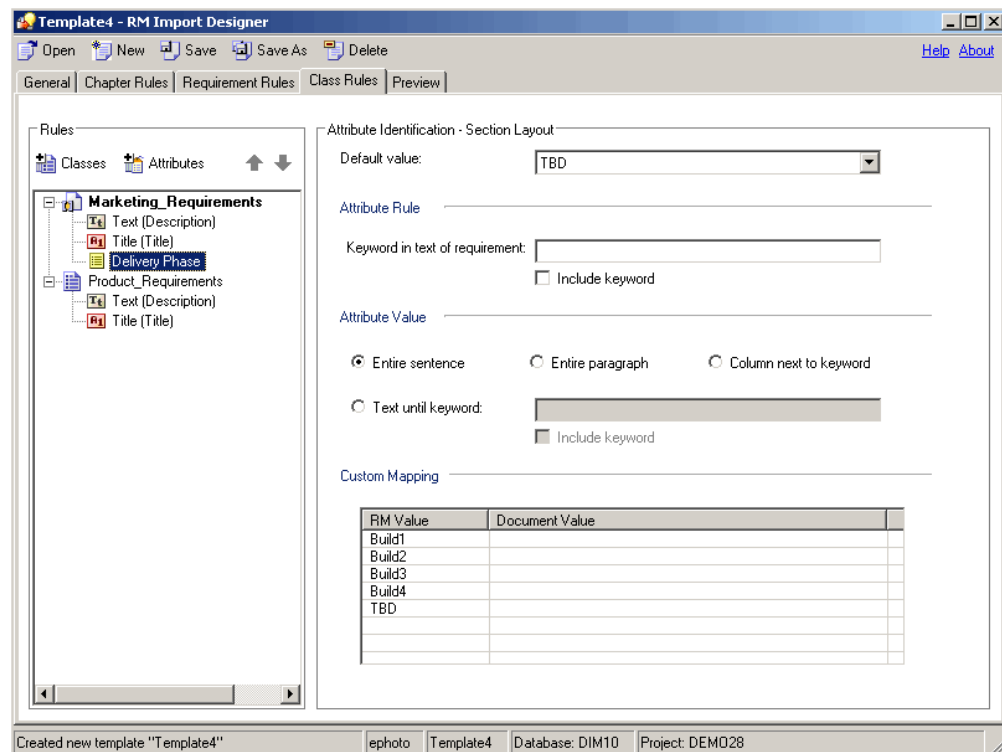 Template4 - RM Import Designer
Open New Save Save As Delete Help About
General Chapter Rules Requirement Rules Class Rules Preview
Rules
Classes Attributes
Marketing_Requirements
Text (Description)
Title (Title)
Delivery Phase
Product_Requirements
Text (Description)
Title (Title)
Attribute Identification - Section Layout
Default value: TBD
Attribute Rule
Keyword in text of requirement:
Include keyword
Attribute Value
Entire sentence Entire paragraph Column next to keyword
Text until keyword:
Include keyword
Custom Mapping
RM Value Document Value
Build1
Build2
Build3
Build4
TBD
Created new template "Template4" ephoto Template4 Database: DIM10 Project: DEMO28